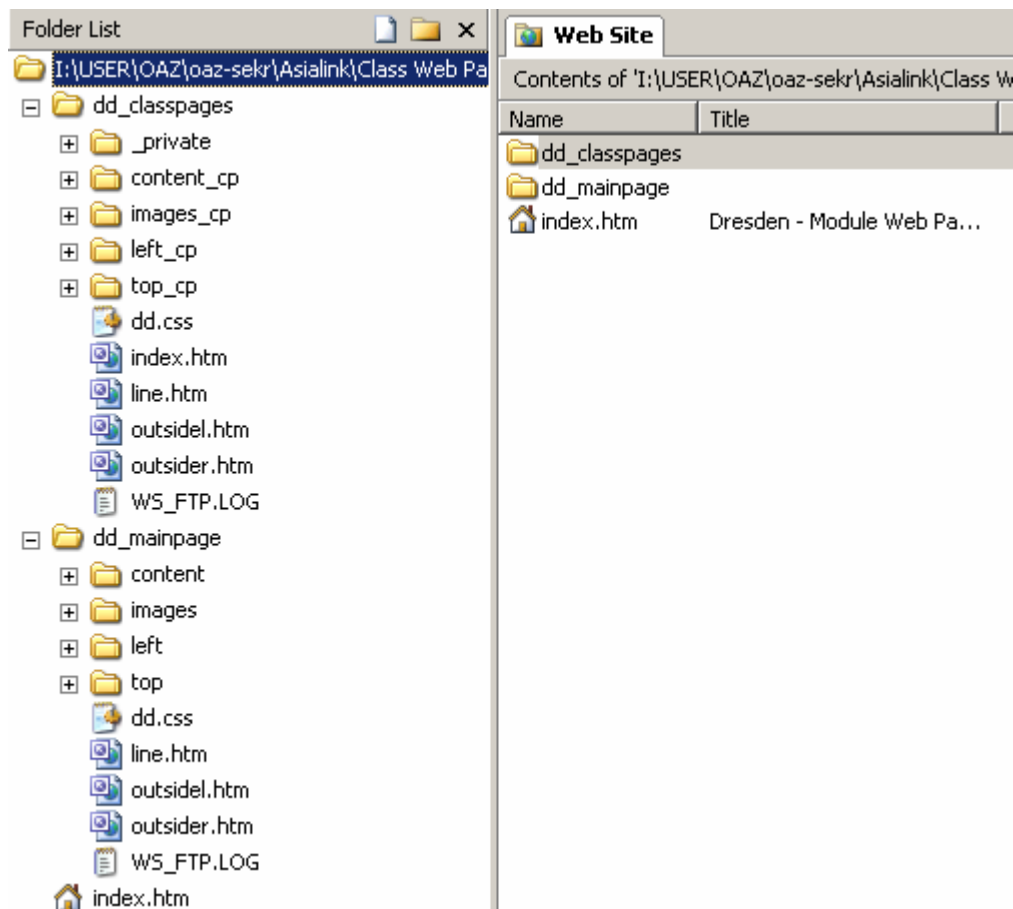 Folder List
I:\USER\OAZ\oaz-sekr\Asialink\Class Web Pa
dd_classpages
_private
content_cp
images_cp
left_cp
top_cp
dd.css
index.htm
line.htm
outsidel.htm
outsider.htm
WS_FTP.LOG
dd_mainpage
content
images
left
top
dd.css
line.htm
outsidel.htm
outsider.htm
WS_FTP.LOG
index.htm
Web Site
Contents of 'I:\USER\OAZ\oaz-sekr\Asialink\Class W
Name Title
dd_classpages
dd_mainpage
index.htm Dresden - Module Web Pa...